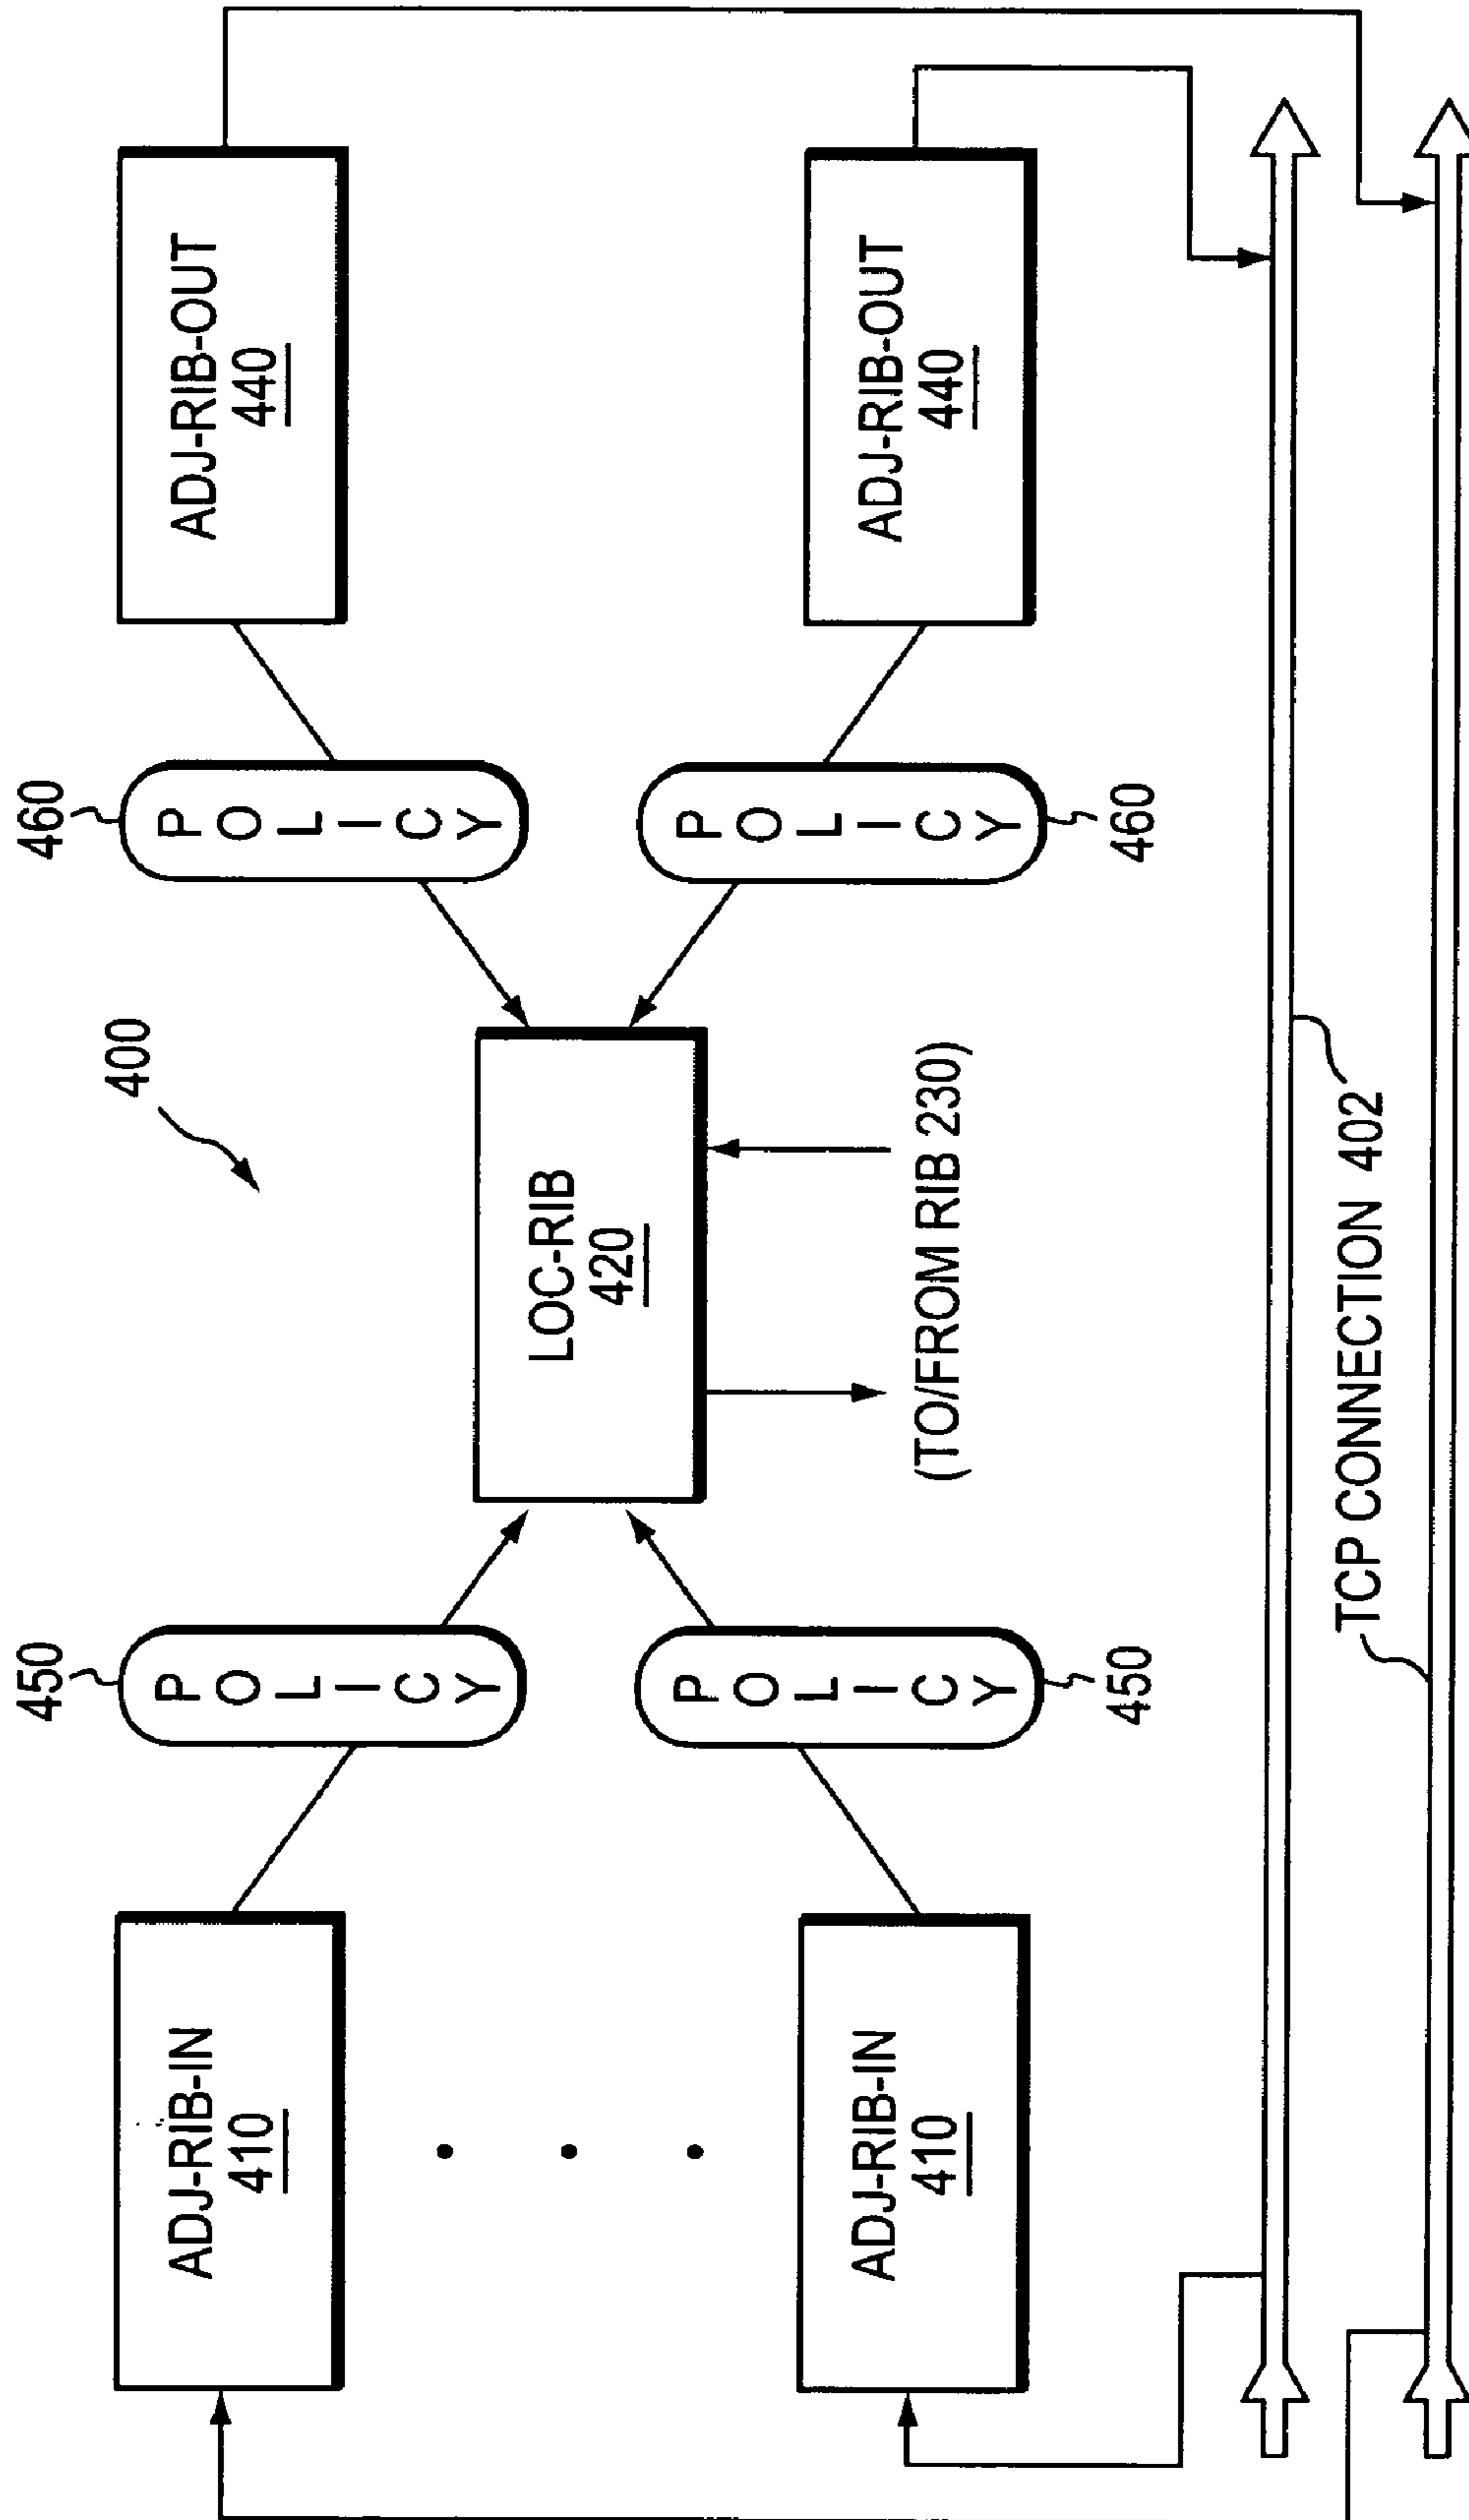 450
460
400
ADJ-RIB-IN
410
POLICY
POLICY
ADJ-RIB-OUT
440
LOC-RIB
420
ADJ-RIB-IN
410
POLICY
POLICY
ADJ-RIB-OUT
440
450
460
(TO/FROM RIB 230)
TCP CONNECTION 402